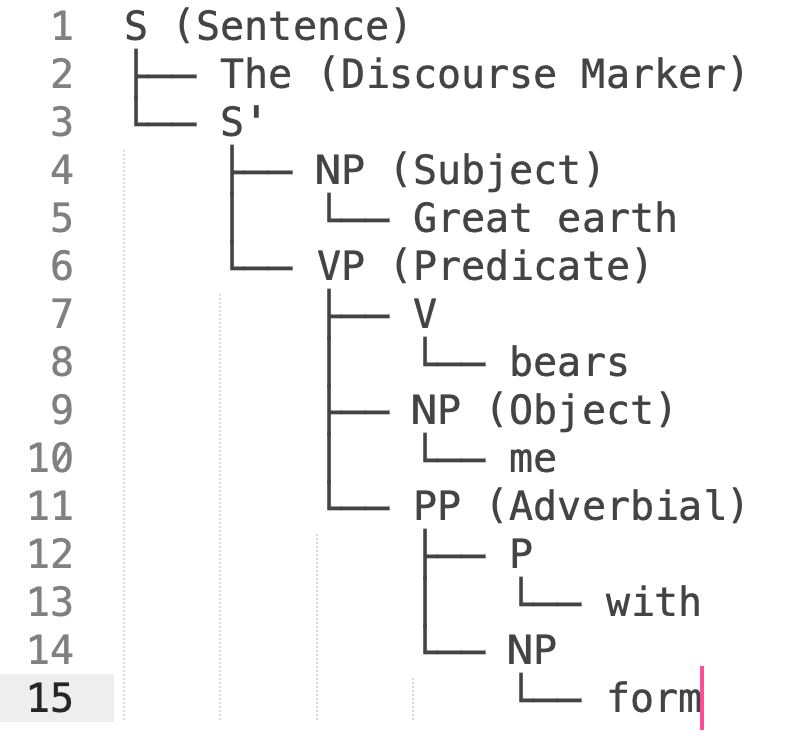 1 S (Sentence)
2 ├── The (Discourse Marker)
3 └── S'
4     ├── NP (Subject)
5     │   └── Great earth
6     └── VP (Predicate)
7         ├── V
8         │   └── bears
9         ├── NP (Object)
10         │   └── me
11         └── PP (Adverbial)
12             ├── P
13             │   └── with
14             └── NP
15                 └── form